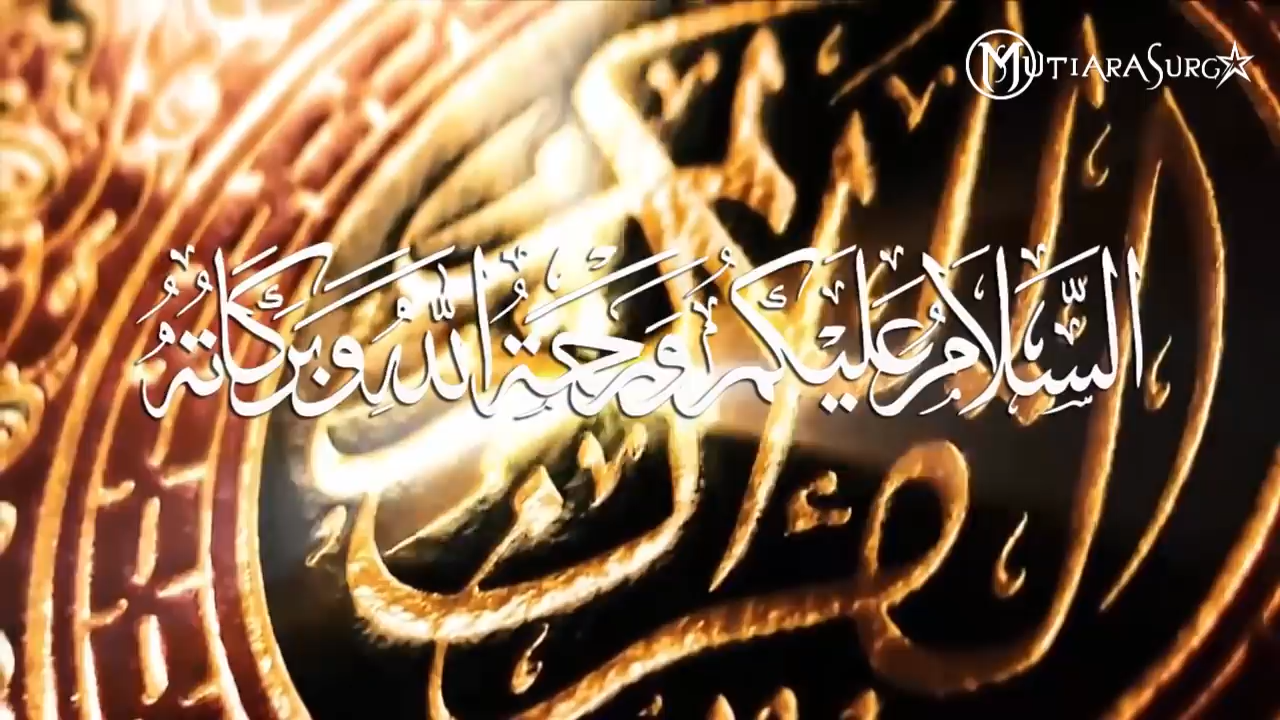 MUTIARASURGA
السَّلَامُ عَلَيْكُمْ وَرَحْمَةُ اللهِ وَبَرَكَاتُهُ